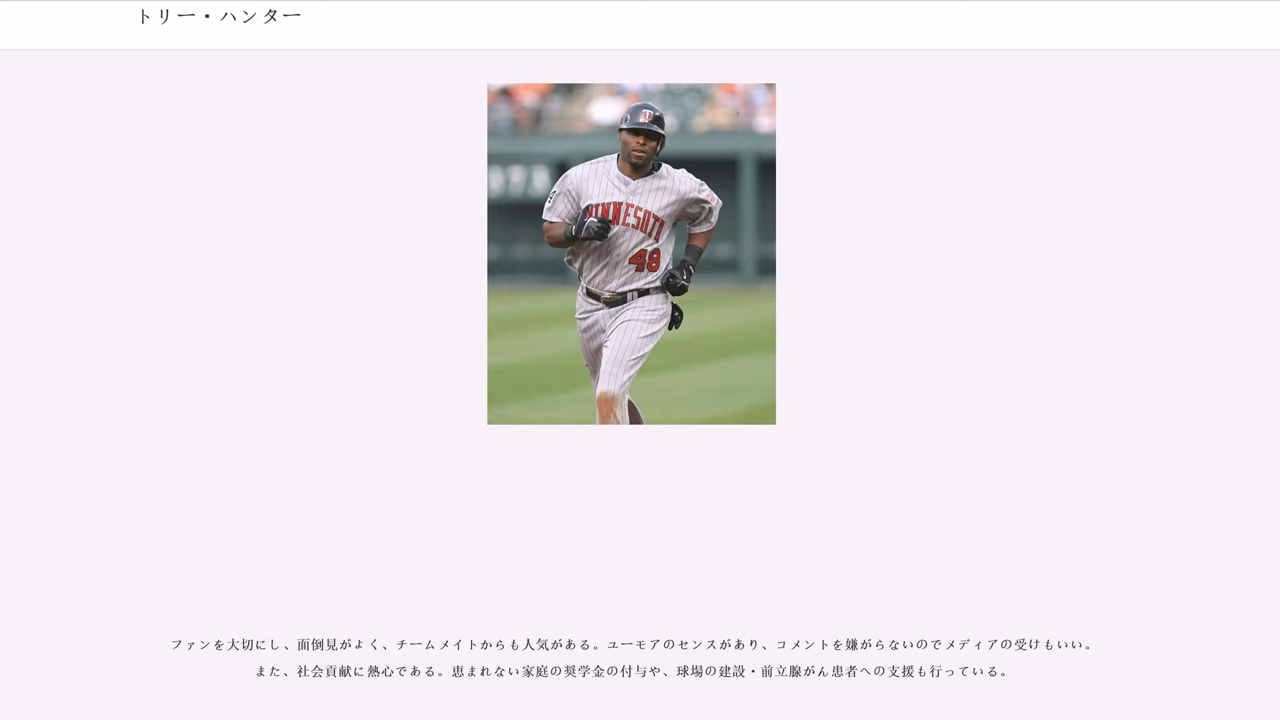 トリー・ハンター
MINNESOTA
48
ファンを大切にし、面倒見がよく、チームメイトからも人気がある。ユーモアのセンスがあり、コメントを嫌がらないのでメディアの受けもいい。
また、社会貢献に熱心である。恵まれない家庭の奨学金の付与や、球場の建設・前立腺がん患者への支援も行っている。